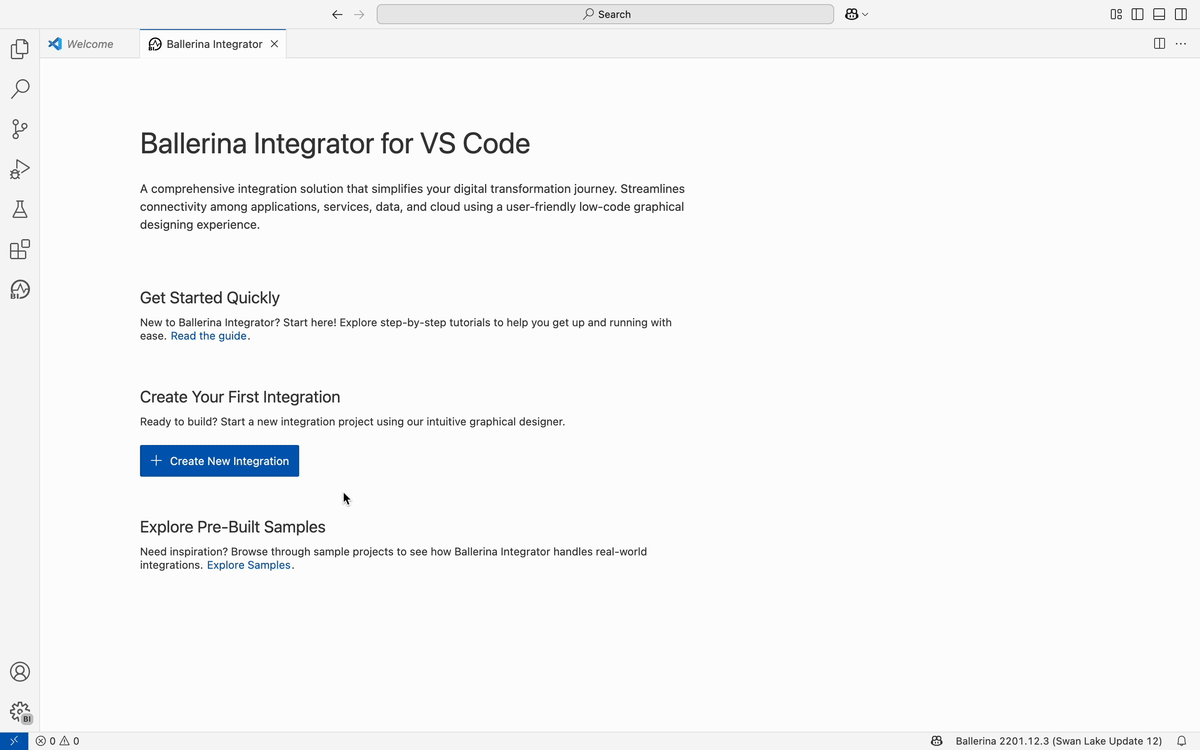 Search
Welcome
Ballerina Integrator
Ballerina Integrator for VS Code
A comprehensive integration solution that simplifies your digital transformation journey. Streamlines
connectivity among applications, services, data, and cloud using a user-friendly low-code graphical
designing experience.
Get Started Quickly
New to Ballerina Integrator? Start here! Explore step-by-step tutorials to help you get up and running with
ease. Read the guide.
Create Your First Integration
Ready to build? Start a new integration project using our intuitive graphical designer.
Create New Integration
Explore Pre-Built Samples
Need inspiration? Browse through sample projects to see how Ballerina Integrator handles real-world
integrations. Explore Samples.
BI
BI
0 0
Ballerina 2201.12.3 (Swan Lake Update 12)